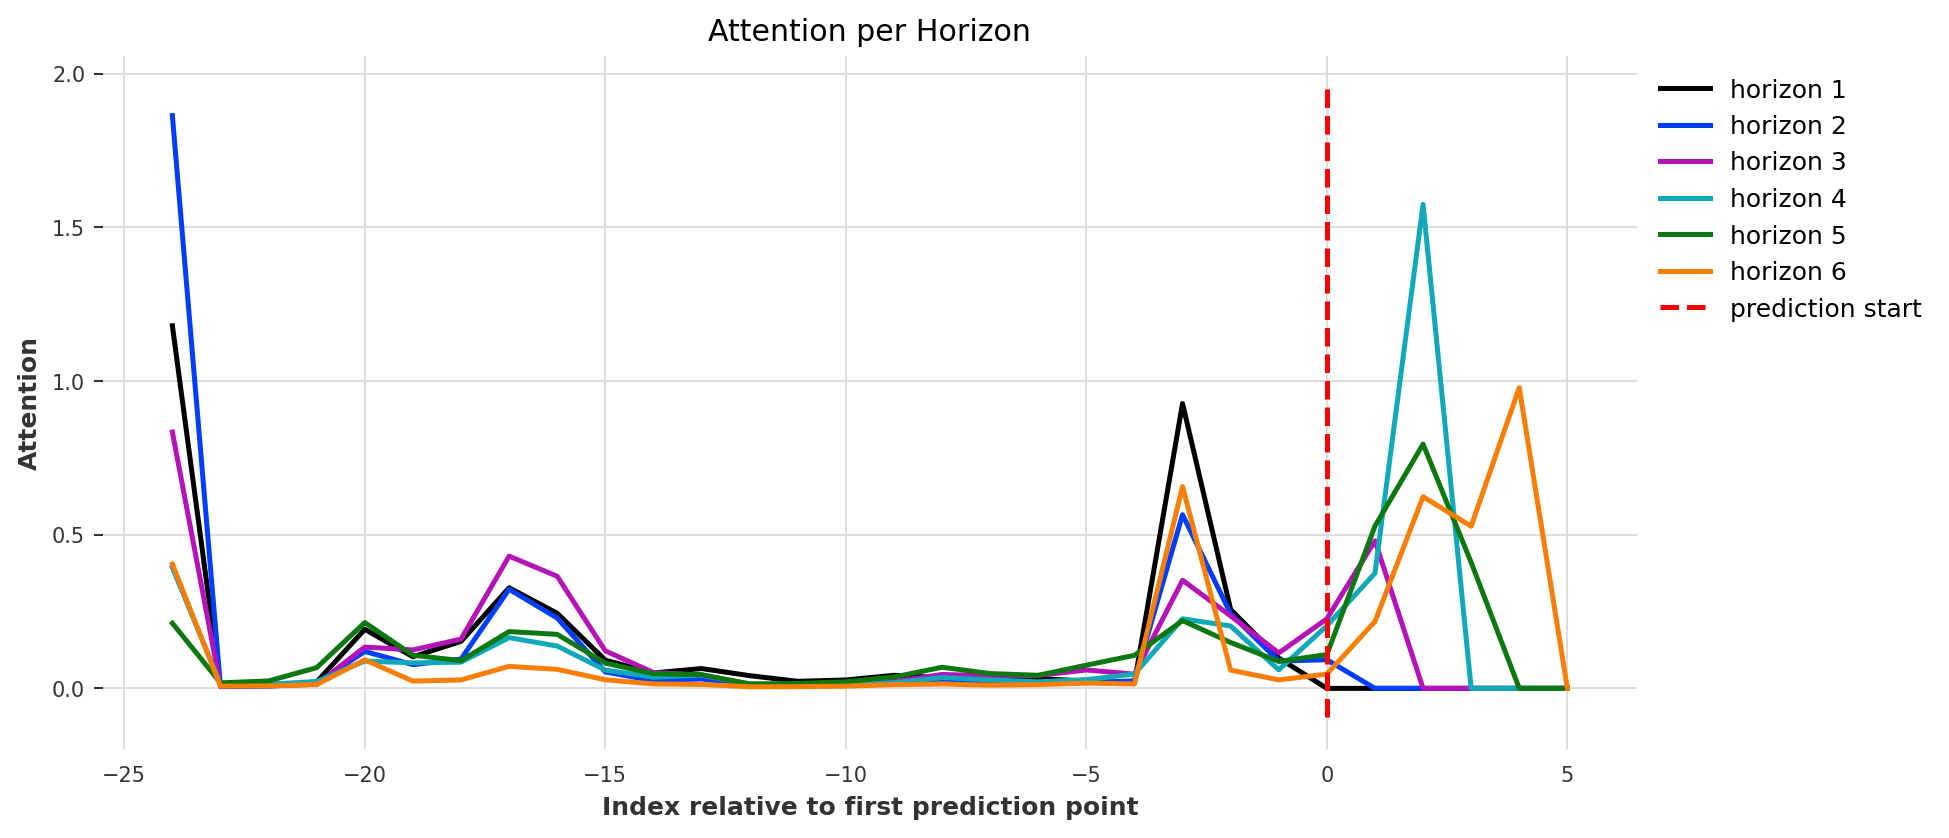 Attention per Horizon
2.0
1.5
1.0
0.5
0.0
Attention
−25
−20
−15
−10
−5
0
5
Index relative to first prediction point
horizon 1
horizon 2
horizon 3
horizon 4
horizon 5
horizon 6
prediction start